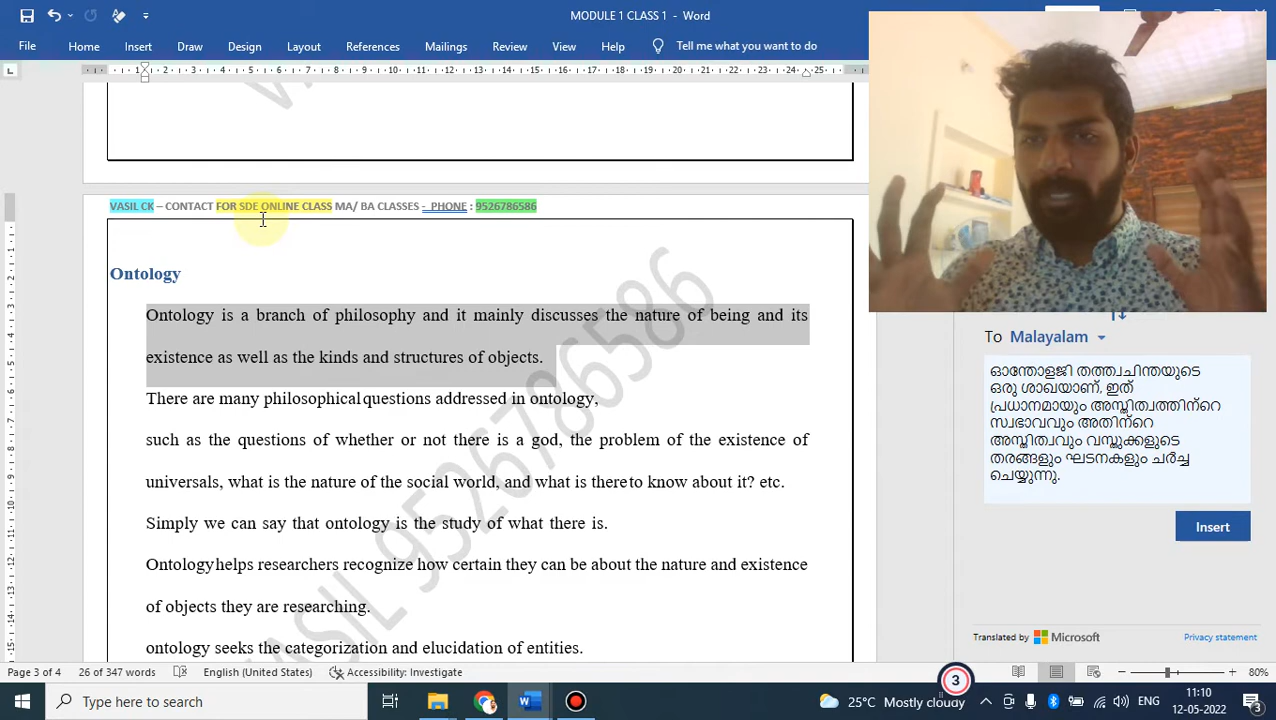 MODULE 1 CLASS 1 - Word
File Home Insert Draw Design Layout References Mailings Review View Help Tell me what you want to do
VASIL CK – CONTACT FOR SDE ONLINE CLASS MA/ BA CLASSES - PHONE : 9526786586
Ontology
Ontology is a branch of philosophy and it mainly discusses the nature of being and its
existence as well as the kinds and structures of objects.
There are many philosophical questions addressed in ontology,
such as the questions of whether or not there is a god, the problem of the existence of
universals, what is the nature of the social world, and what is there to know about it? etc.
Simply we can say that ontology is the study of what there is.
Ontology helps researchers recognize how certain they can be about the nature and existence
of objects they are researching.
ontology seeks the categorization and elucidation of entities.
VASIL 9526786586
To Malayalam
ഓന്തോളജി തത്ത്വചിന്തയുടെ
ഒരു ശാഖയാണ്, ഇത്
പ്രധാനമായും അസ്തിത്വത്തിന്റെ
സ്വഭാവവും അതിന്റെ
അസ്തിത്വവും വസ്തുക്കളുടെ
തരങ്ങളും ഘടനകളും ചർച്ച
ചെയ്യുന്നു.
Insert
Translated by Microsoft Privacy statement
Page 3 of 4 26 of 347 words English (United States) Accessibility: Investigate 80%
3
Type here to search 25°C Mostly cloudy ENG 11:10
12-05-2022
3